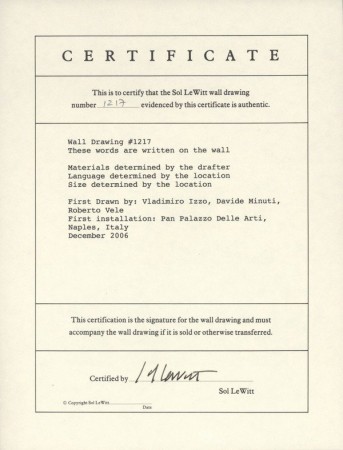 CERTIFICATE
This is to certify that the Sol LeWitt wall drawing
number 1217 evidenced by this certificate is authentic.
Wall Drawing #1217
These words are written on the wall
Materials determined by the drafter
Language determined by the location
Size determined by the location
First Drawn by: Vladimiro Izzo, Davide Minuti,
Roberto Vele
First installation: Pan Palazzo Delle Arti,
Naples, Italy
December 2006
This certification is the signature for the wall drawing and must
accompany the wall drawing if it is sold or otherwise transferred.
Certified by S LeWitt
Sol LeWitt
© Copyright Sol LeWitt
Date